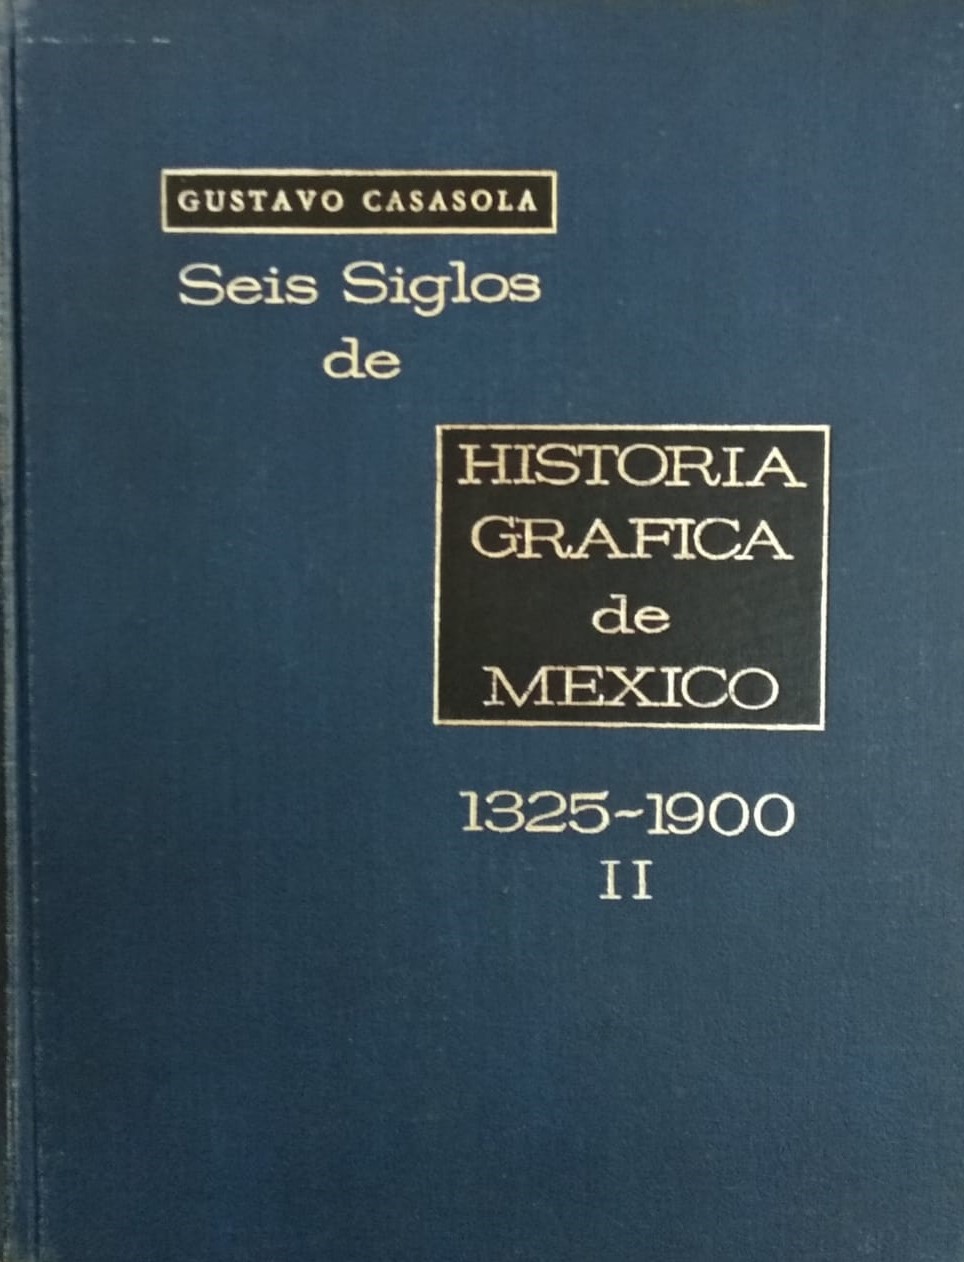 GUSTAVO CASASOLA
Seis Siglos
de
HISTORIA
GRAFICA
de
MEXICO
1325~1900
II